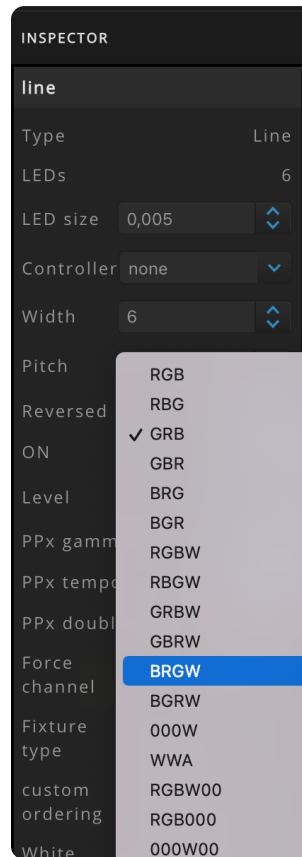 INSPECTOR
line
Type Line
LEDs 6
LED size 0,005
Controller none
Width 6
Pitch
Reversed
ON
Level
PPx gamm
PPx tempo
PPx doubl
Force
channel
Fixture
type
custom
ordering
White
RGB
RBG
✓ GRB
GBR
BRG
BGR
RGBW
RBGW
GRBW
GBRW
BRGW
BGRW
000W
WWA
RGBW00
RGB000
000W00